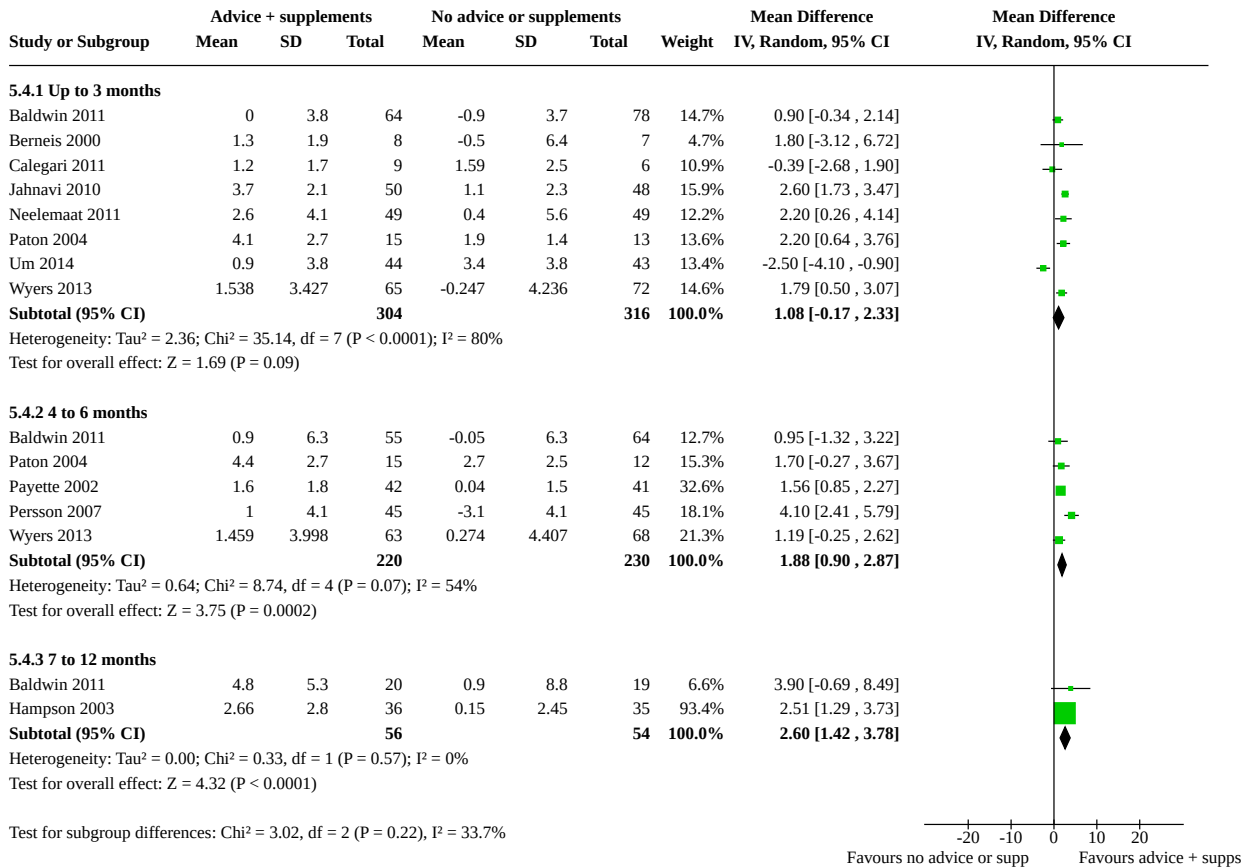 Advice + supplements No advice or supplements Mean Difference Mean Difference
Study or Subgroup Mean SD Total Mean SD Total Weight IV, Random, 95% CI IV, Random, 95% CI
5.4.1 Up to 3 months
Baldwin 2011 0 3.8 64 -0.9 3.7 78 14.7% 0.90 [-0.34 , 2.14]
Berneis 2000 1.3 1.9 8 -0.5 6.4 7 4.7% 1.80 [-3.12 , 6.72]
Calegari 2011 1.2 1.7 9 1.59 2.5 6 10.9% -0.39 [-2.68 , 1.90]
Jahnavi 2010 3.7 2.1 50 1.1 2.3 48 15.9% 2.60 [1.73 , 3.47]
Neelemaat 2011 2.6 4.1 49 0.4 5.6 49 12.2% 2.20 [0.26 , 4.14]
Paton 2004 4.1 2.7 15 1.9 1.4 13 13.6% 2.20 [0.64 , 3.76]
Um 2014 0.9 3.8 44 3.4 3.8 43 13.4% -2.50 [-4.10 , -0.90]
Wyers 2013 1.538 3.427 65 -0.247 4.236 72 14.6% 1.79 [0.50 , 3.07]
Subtotal (95% CI) 304 316 100.0% 1.08 [-0.17 , 2.33]
Heterogeneity: Tau² = 2.36; Chi² = 35.14, df = 7 (P < 0.0001); I² = 80%
Test for overall effect: Z = 1.69 (P = 0.09)
5.4.2 4 to 6 months
Baldwin 2011 0.9 6.3 55 -0.05 6.3 64 12.7% 0.95 [-1.32 , 3.22]
Paton 2004 4.4 2.7 15 2.7 2.5 12 15.3% 1.70 [-0.27 , 3.67]
Payette 2002 1.6 1.8 42 0.04 1.5 41 32.6% 1.56 [0.85 , 2.27]
Persson 2007 1 4.1 45 -3.1 4.1 45 18.1% 4.10 [2.41 , 5.79]
Wyers 2013 1.459 3.998 63 0.274 4.407 68 21.3% 1.19 [-0.25 , 2.62]
Subtotal (95% CI) 220 230 100.0% 1.88 [0.90 , 2.87]
Heterogeneity: Tau² = 0.64; Chi² = 8.74, df = 4 (P = 0.07); I² = 54%
Test for overall effect: Z = 3.75 (P = 0.0002)
5.4.3 7 to 12 months
Baldwin 2011 4.8 5.3 20 0.9 8.8 19 6.6% 3.90 [-0.69 , 8.49]
Hampson 2003 2.66 2.8 36 0.15 2.45 35 93.4% 2.51 [1.29 , 3.73]
Subtotal (95% CI) 56 54 100.0% 2.60 [1.42 , 3.78]
Heterogeneity: Tau² = 0.00; Chi² = 0.33, df = 1 (P = 0.57); I² = 0%
Test for overall effect: Z = 4.32 (P < 0.0001)
Test for subgroup differences: Chi² = 3.02, df = 2 (P = 0.22), I² = 33.7%
-20 -10 0 10 20
Favours no advice or supp Favours advice + supps